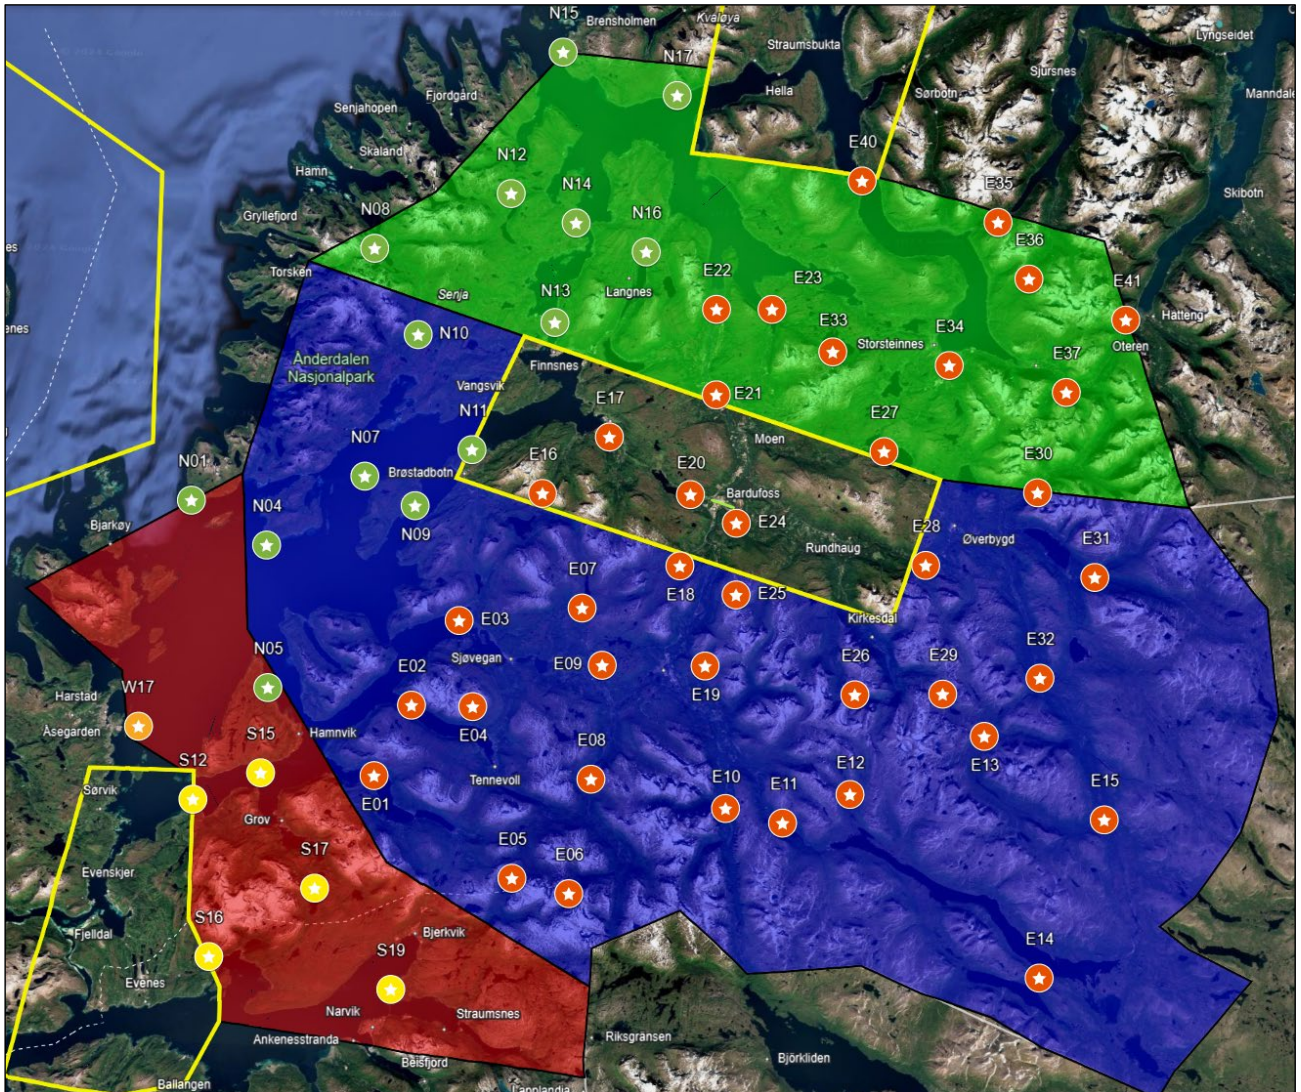 N15
Brensholmen
Kvaløya
Straumsbukta
Lyngseidet
N17
Sjursnes
Hella
Sørbotn
Manndale
Fjordgård
Senjahopen
Skaland
Hamn
N12
E40
N14
Skibotn
Gryllefjord
N08
N16
E35
E36
Torsken
Langnes
E22
E23
E41
Senja
N13
Hatteng
N10
E33
Storsteinnes
E34
Oteren
Ånderdalen
Nasjonalpark
Finnsnes
E37
Vangsvik
E17
E21
N11
Moen
E27
N01
N07
Brøstadbotn
E16
E20
E30
Bardufoss
Bjarkøy
N04
N09
E24
E28
Øverbygd
E31
Rundhaug
E07
E18
E25
Kirkesdal
E03
N05
Sjøvegan
E09
E32
E02
E19
E26
E29
Harstad
W17
Åsegarden
E04
S15
Hamnvik
S12
E08
E13
Tennevoll
E12
E15
Sørvik
E01
E10
E11
Grov
S17
E05
E06
Evenskjer
S16
Fjelldal
Bjerkvik
S19
E14
Evenes
Narvik
Straumsnes
Ankenesstranda
Riksgränsen
Beisfjord
Björkliden
Ballangen
Lapplandia